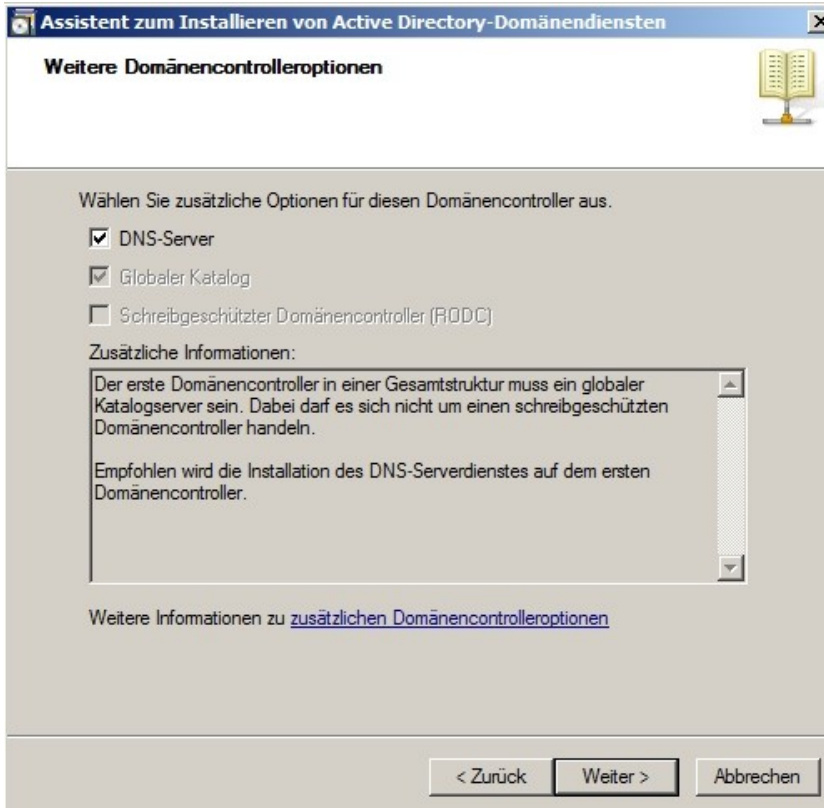 Assistent zum Installieren von Active Directory-Domänendiensten
Weitere Domänencontrolleroptionen
Wählen Sie zusätzliche Optionen für diesen Domänencontroller aus.
DNS-Server
Globaler Katalog
Schreibgeschützter Domänencontroller (RODC)
Zusätzliche Informationen:
Der erste Domänencontroller in einer Gesamtstruktur muss ein globaler
Katalogserver sein. Dabei darf es sich nicht um einen schreibgeschützten
Domänencontroller handeln.
Empfohlen wird die Installation des DNS-Serverdienstes auf dem ersten
Domänencontroller.
Weitere Informationen zu zusätzlichen Domänencontrolleroptionen
< Zurück Weiter > Abbrechen